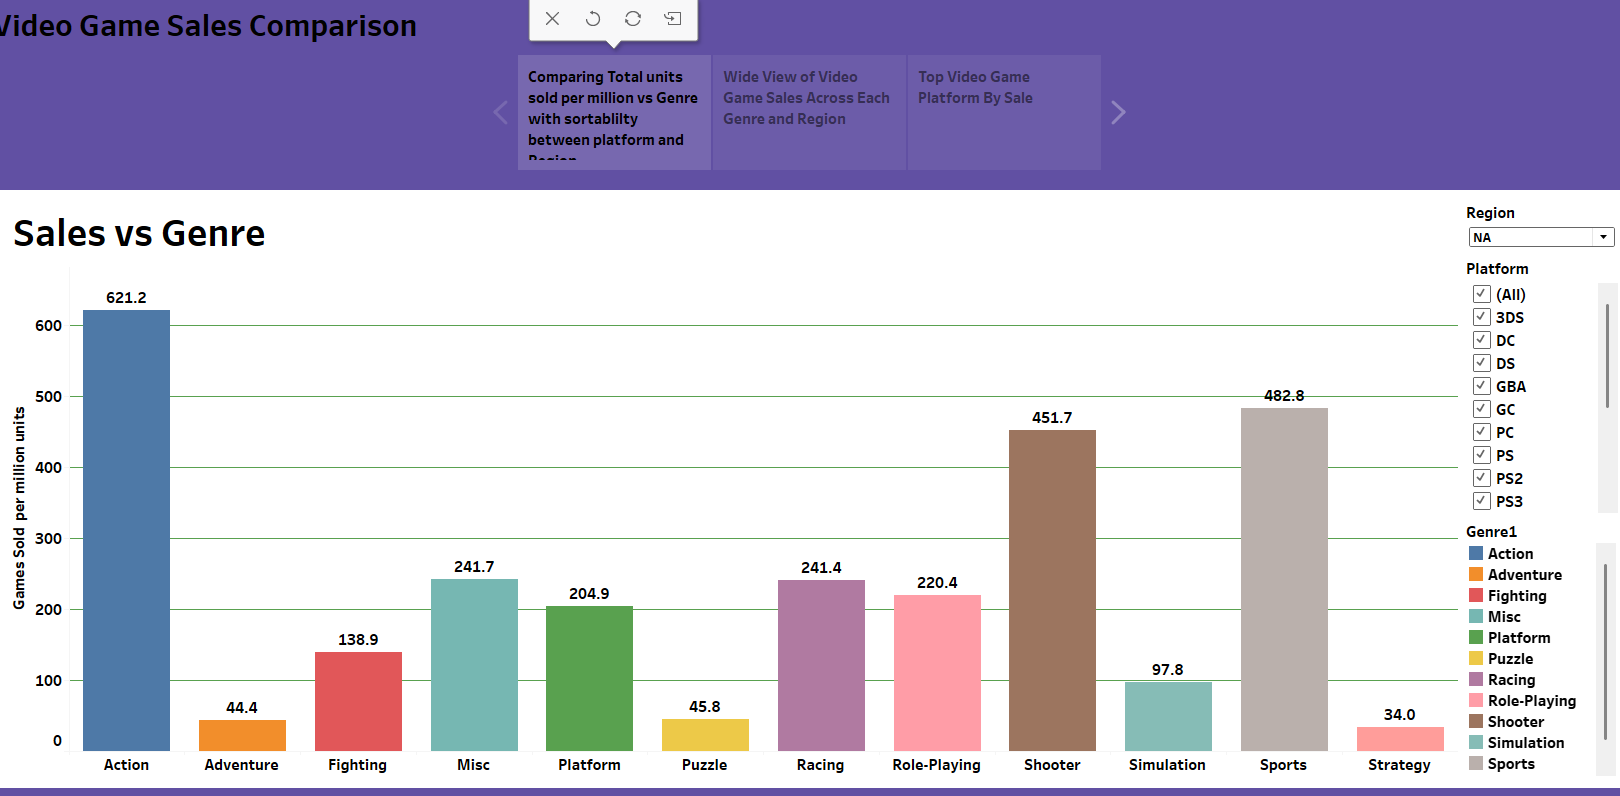 Video Game Sales Comparison
Comparing Total units
sold per million vs Genre
with sortablilty
between platform and
Region
Wide View of Video
Game Sales Across Each
Genre and Region
Top Video Game
Platform By Sale
Sales vs Genre
Region
NA
Platform
(All)
3DS
DC
DS
GBA
GC
PC
PS
PS2
PS3
Genre1
Action
Adventure
Fighting
Misc
Platform
Puzzle
Racing
Role-Playing
Shooter
Simulation
Sports
Games Sold per million units
600
500
400
300
200
100
0
621.2
44.4
138.9
241.7
204.9
45.8
241.4
220.4
451.7
97.8
482.8
34.0
Action
Adventure
Fighting
Misc
Platform
Puzzle
Racing
Role-Playing
Shooter
Simulation
Sports
Strategy